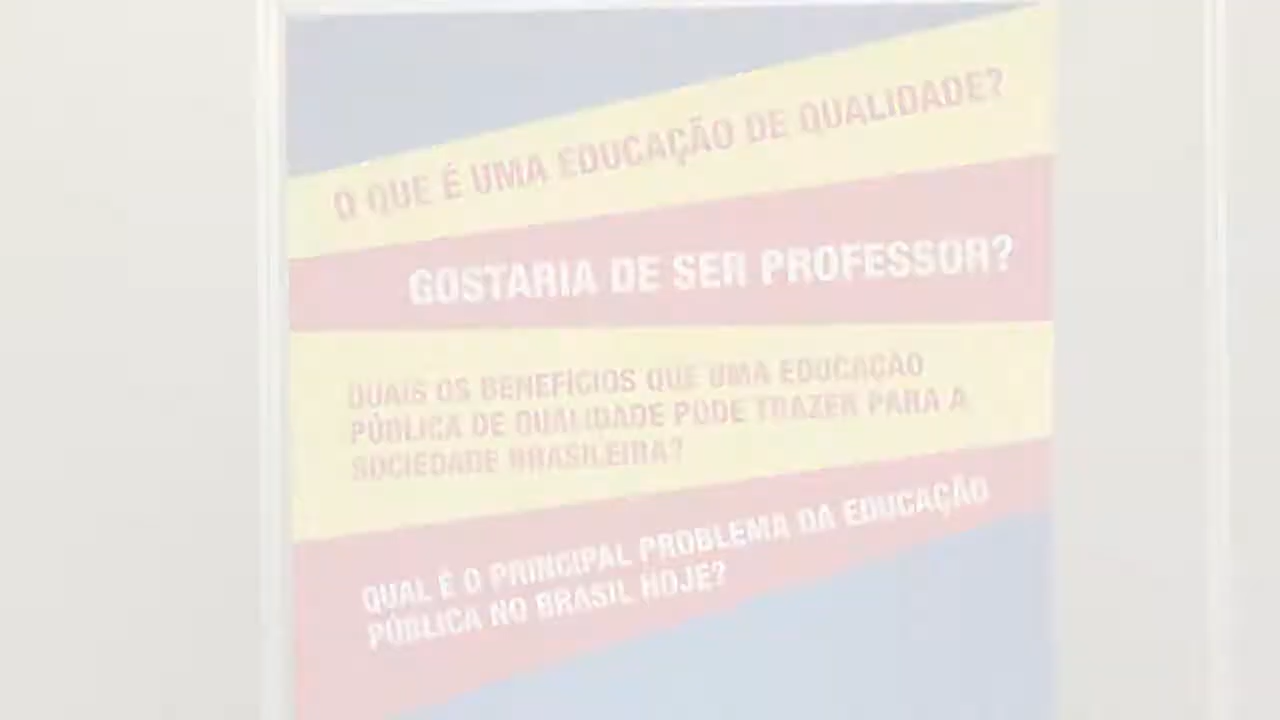 O QUE É UMA EDUCAÇÃO DE QUALIDADE?
GOSTARIA DE SER PROFESSOR?
QUAIS OS BENEFÍCIOS QUE UMA EDUCAÇÃO
PÚBLICA DE QUALIDADE PODE TRAZER PARA A
SOCIEDADE BRASILEIRA?
QUAL É O PRINCIPAL PROBLEMA DA EDUCAÇÃO
PÚBLICA NO BRASIL HOJE?